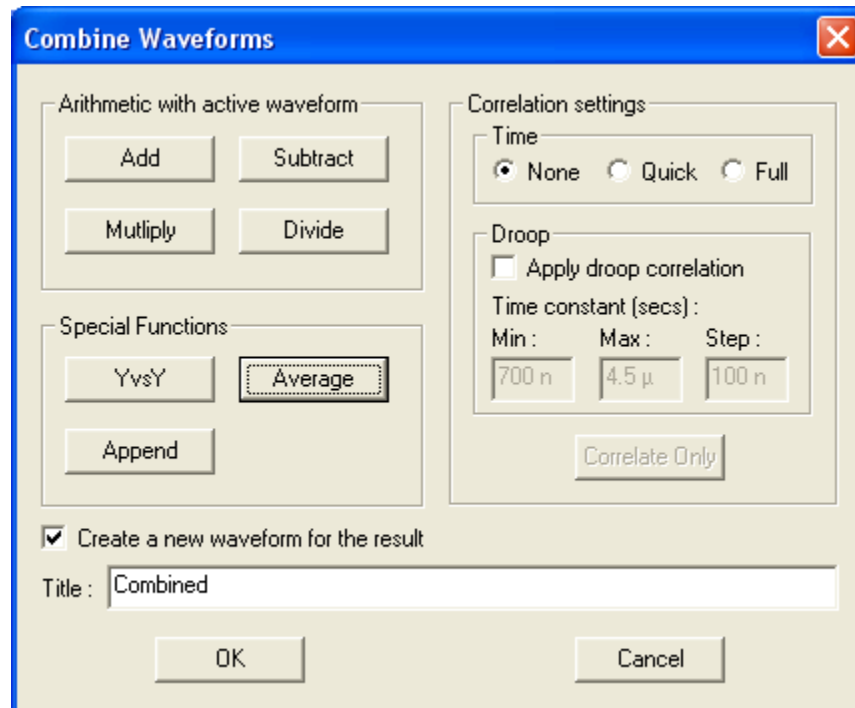 Combine Waveforms
Arithmetic with active waveform
Add Subtract
Mutliply Divide
Special Functions
YvsY Average
Append
Correlation settings
Time
None Quick Full
Droop
Apply droop correlation
Time constant (secs) :
Min : Max : Step :
700 n 4.5 µ 100 n
Correlate Only
Create a new waveform for the result
Title : Combined
OK Cancel